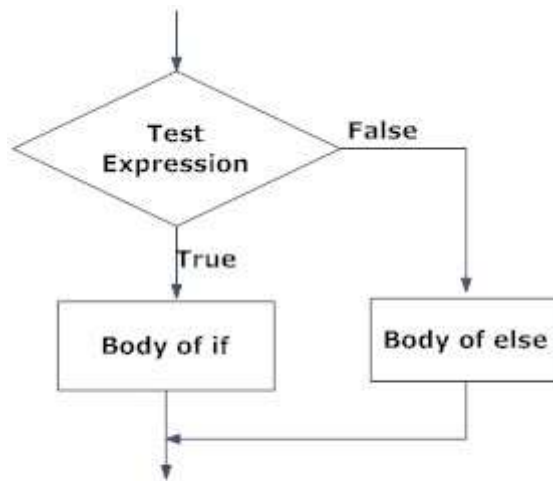 Test
Expression
False
True
Body of if
Body of else